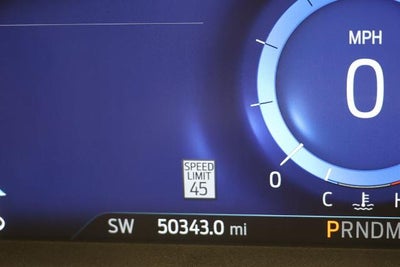 MPH
0
0
SPEED
LIMIT
45
C H
SW 50343.0 mi PRNDM